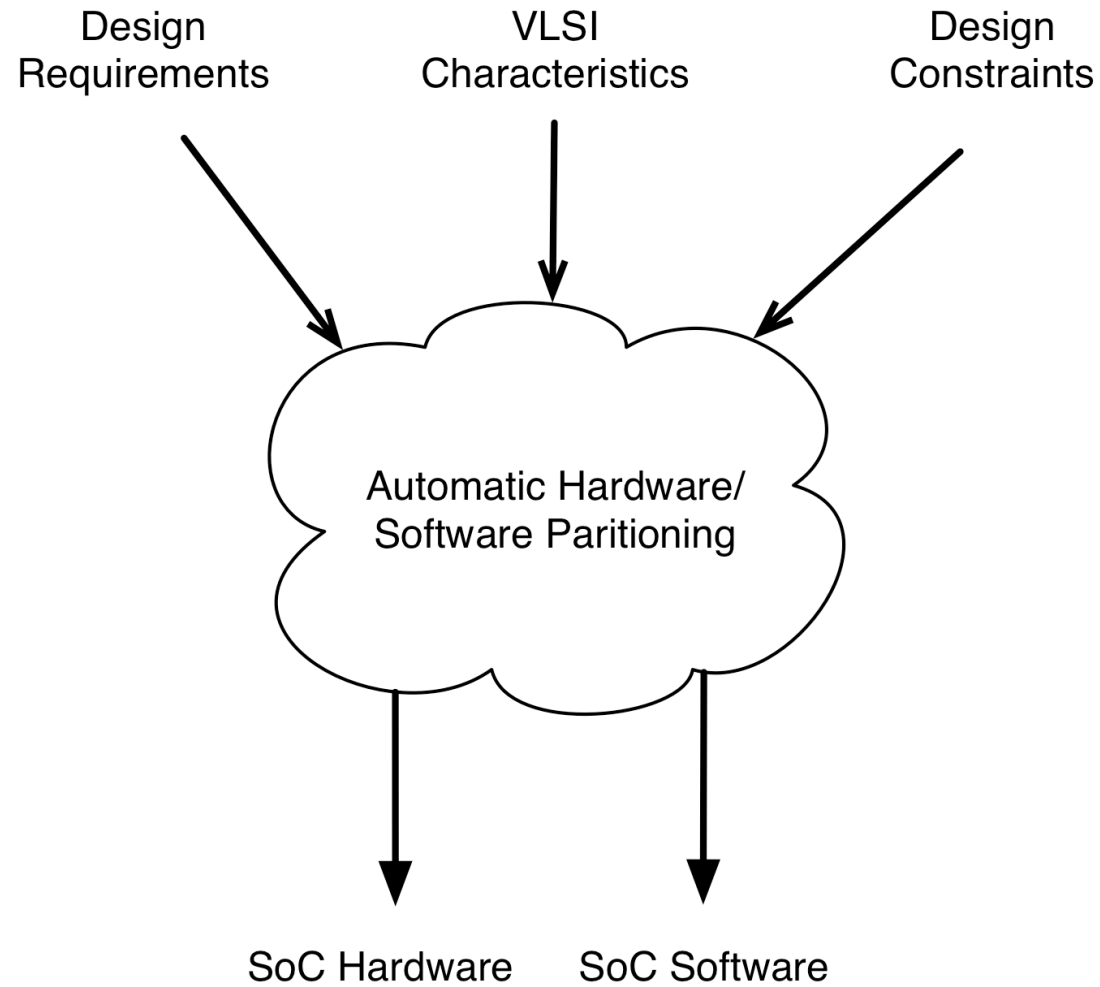 Design
Requirements
VLSI
Characteristics
Design
Constraints
Automatic Hardware/
Software Paritioning
SoC Hardware
SoC Software